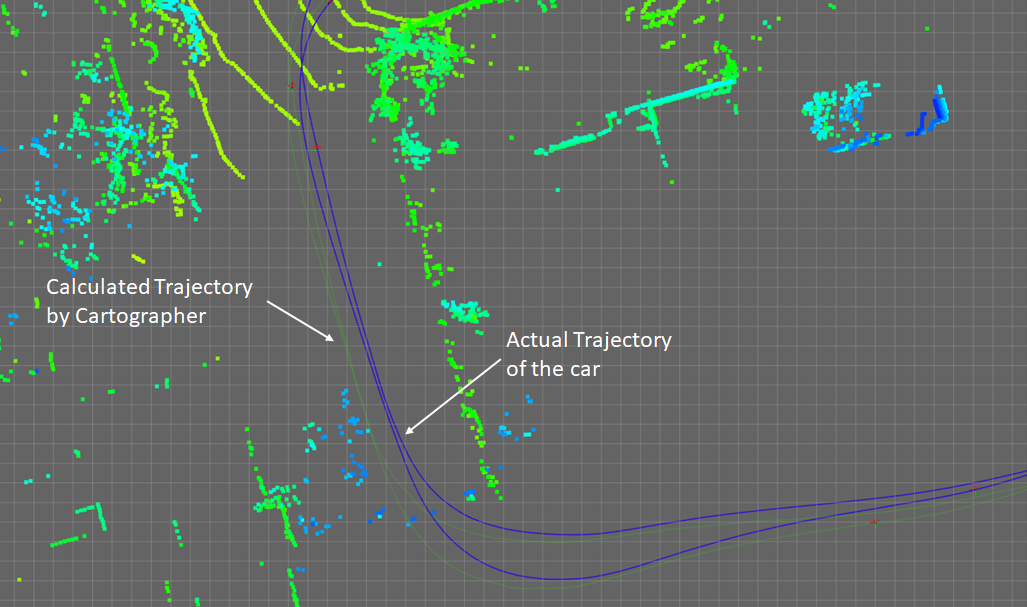 Calculated Trajectory
by Cartographer
Actual Trajectory
of the car